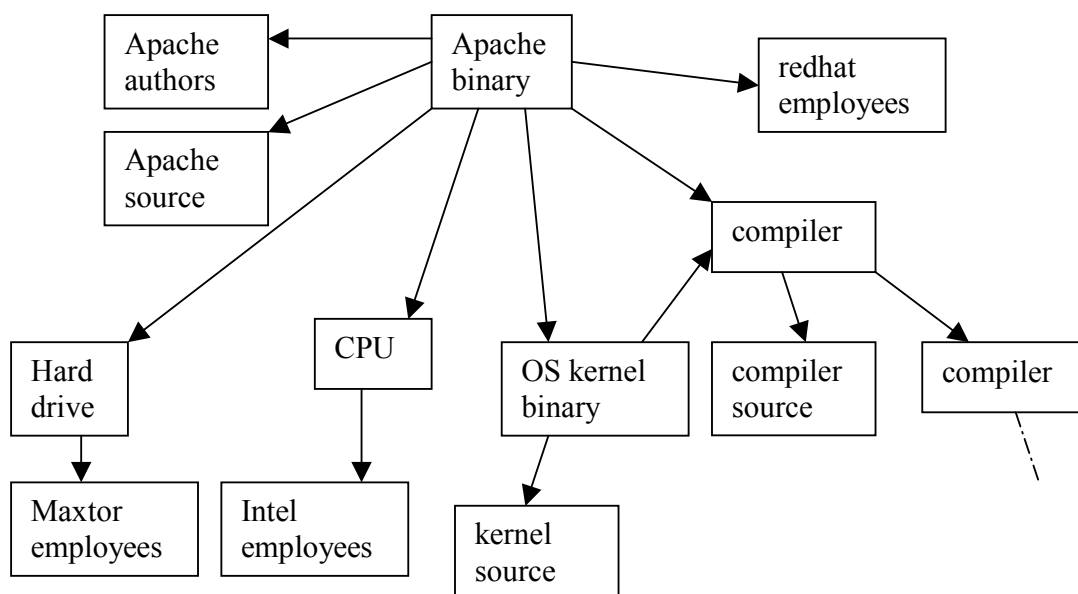 Apache
authors
Apache
binary
redhat
employees
Apache
source
compiler
Hard
drive
CPU
OS kernel
binary
compiler
source
compiler
Maxtor
employees
Intel
employees
kernel
source